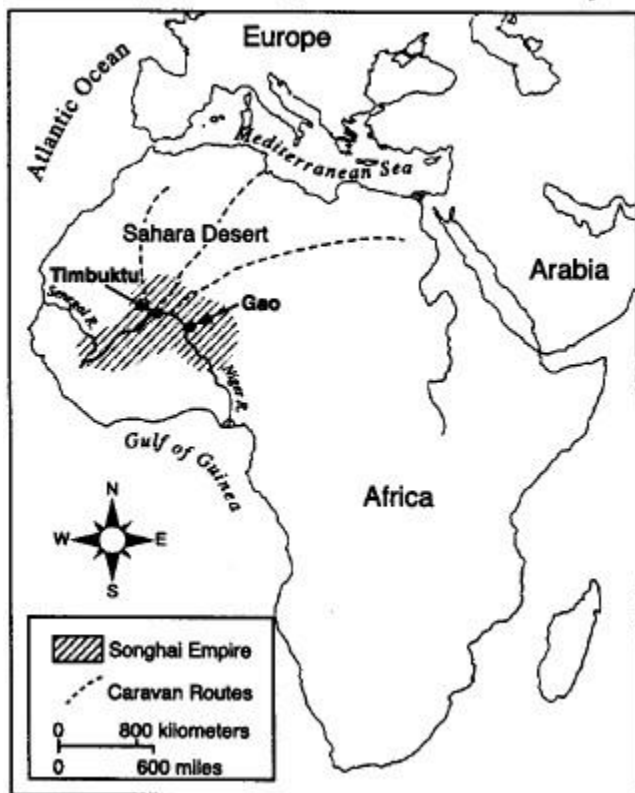 Europe
Atlantic Ocean
Mediterranean Sea
Sahara Desert
Timbuktu
Senegal R.
Gao
Arabia
Niger R.
Gulf of Guinea
Africa
N
W E
S
Songhai Empire
Caravan Routes
0 800 kilometers
0 600 miles